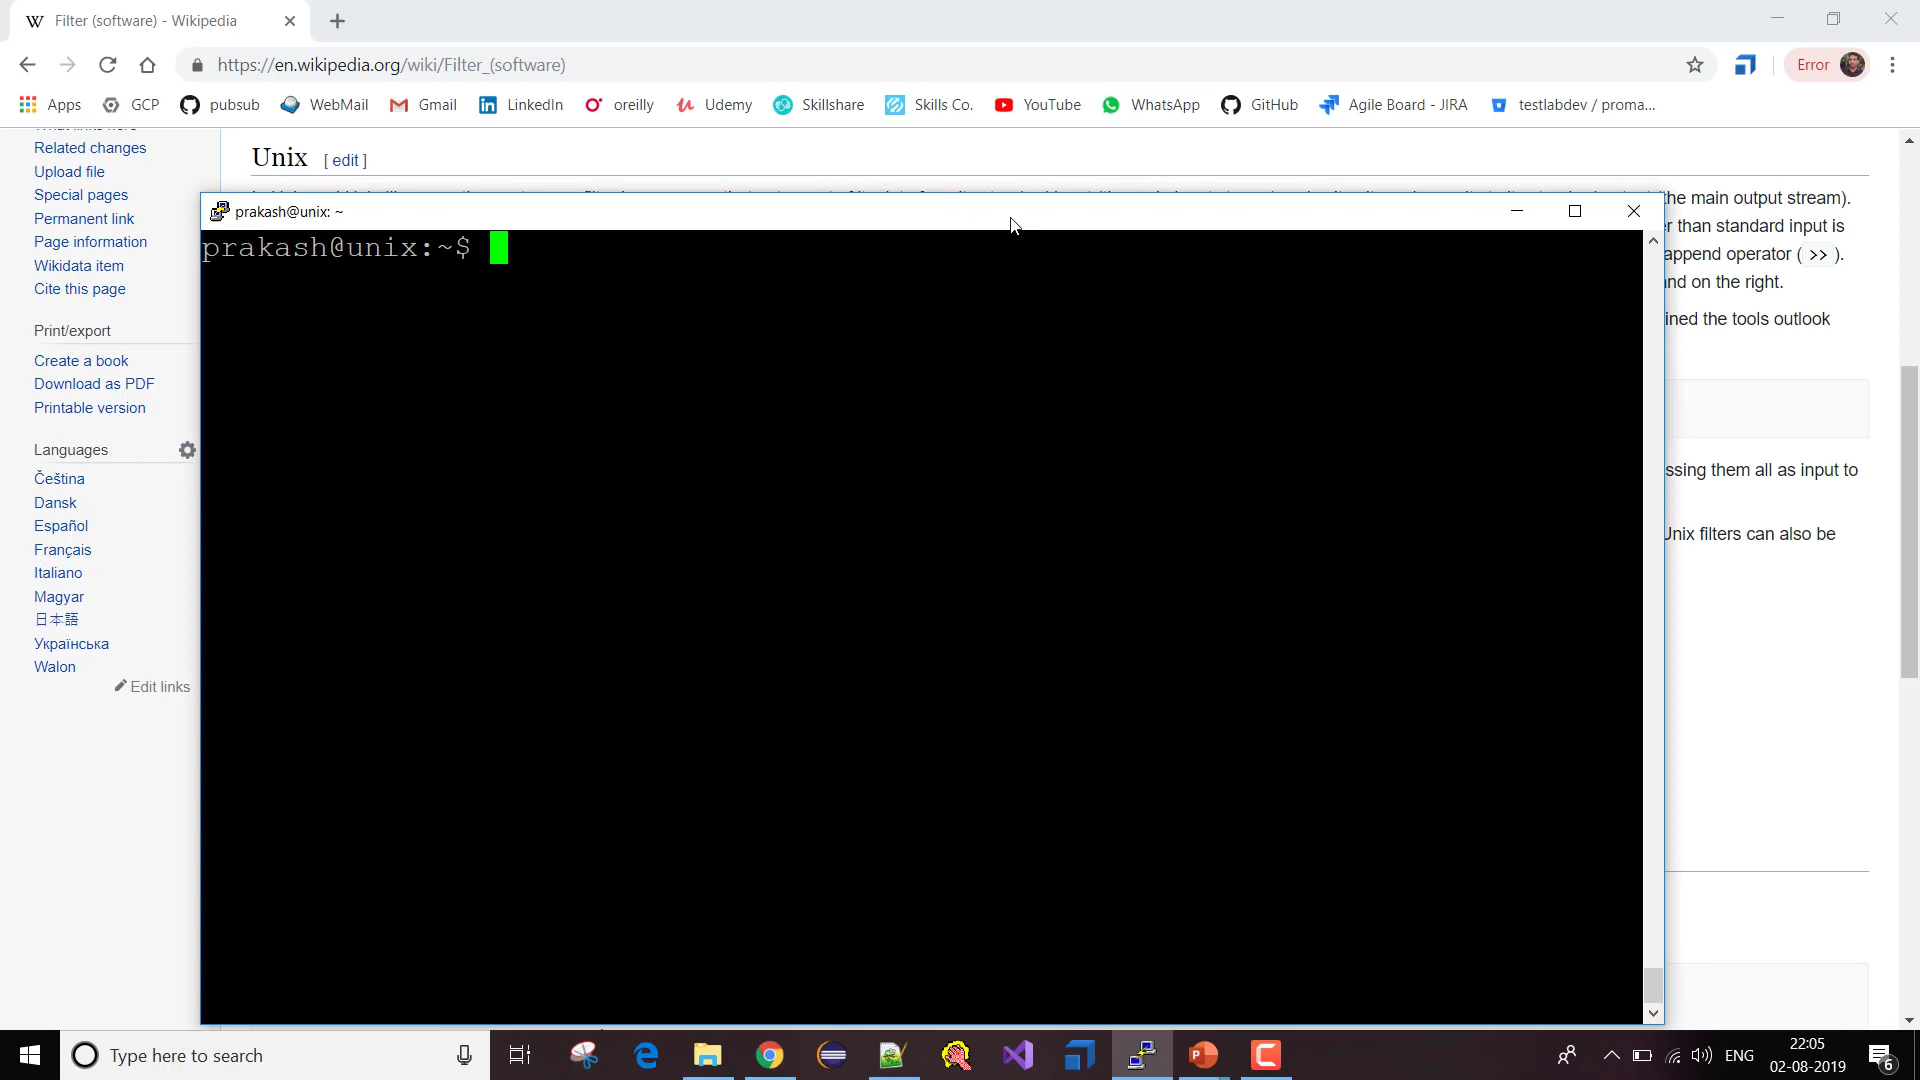 Filter (software) - Wikipedia
https://en.wikipedia.org/wiki/Filter_(software)
Error
Apps GCP pubsub WebMail Gmail LinkedIn oreilly Udemy Skillshare Skills Co. YouTube WhatsApp GitHub Agile Board - JIRA testlabdev / proma...
Related changes
Upload file
Special pages
Permanent link
Page information
Wikidata item
Cite this page
Print/export
Create a book
Download as PDF
Printable version
Languages
Čeština
Dansk
Español
Français
Italiano
Magyar
日本語
Українська
Walon
Edit links
Unix [ edit ]
the main output stream).
than standard input is
append operator ( >> ).
on the right.
the tools outlook
them all as input to
Unix filters can also be
prakash@unix: ~
prakash@unix:~$
Type here to search
ENG
22:05
02-08-2019
6